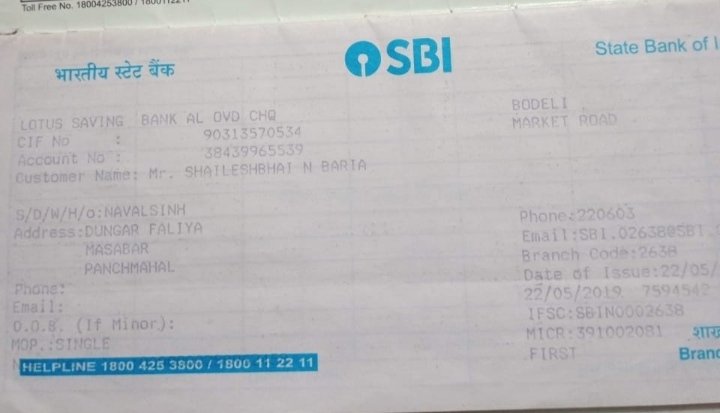 Toll Free No. 18004253800 / 1800112211
भारतीय स्टेट बैंक
SBI
State Bank of I
LOTUS SAVING BANK AL OVD CHQ
CIF No : 90313570534
Account No : 38439965539
Customer Name: Mr. SHAILESHBHAI N BARIA
BODELI
MARKET ROAD
S/D/W/H/o:NAVALSINH
Address:DUNGAR FALIYA
MASABAR
PANCHMAHAL
Phone:
Email:
D.O.B. (If Minor):
MOP.:SINGLE
Phone:220603
Email:SBI.02638@SBI.
Branch Code:2638
Date of Issue:22/05/
22/05/2019 7594542
IFSC:SBIN0002638
MICR:391002081
FIRST
शाख
Branc
HELPLINE 1800 425 3800 / 1800 11 22 11